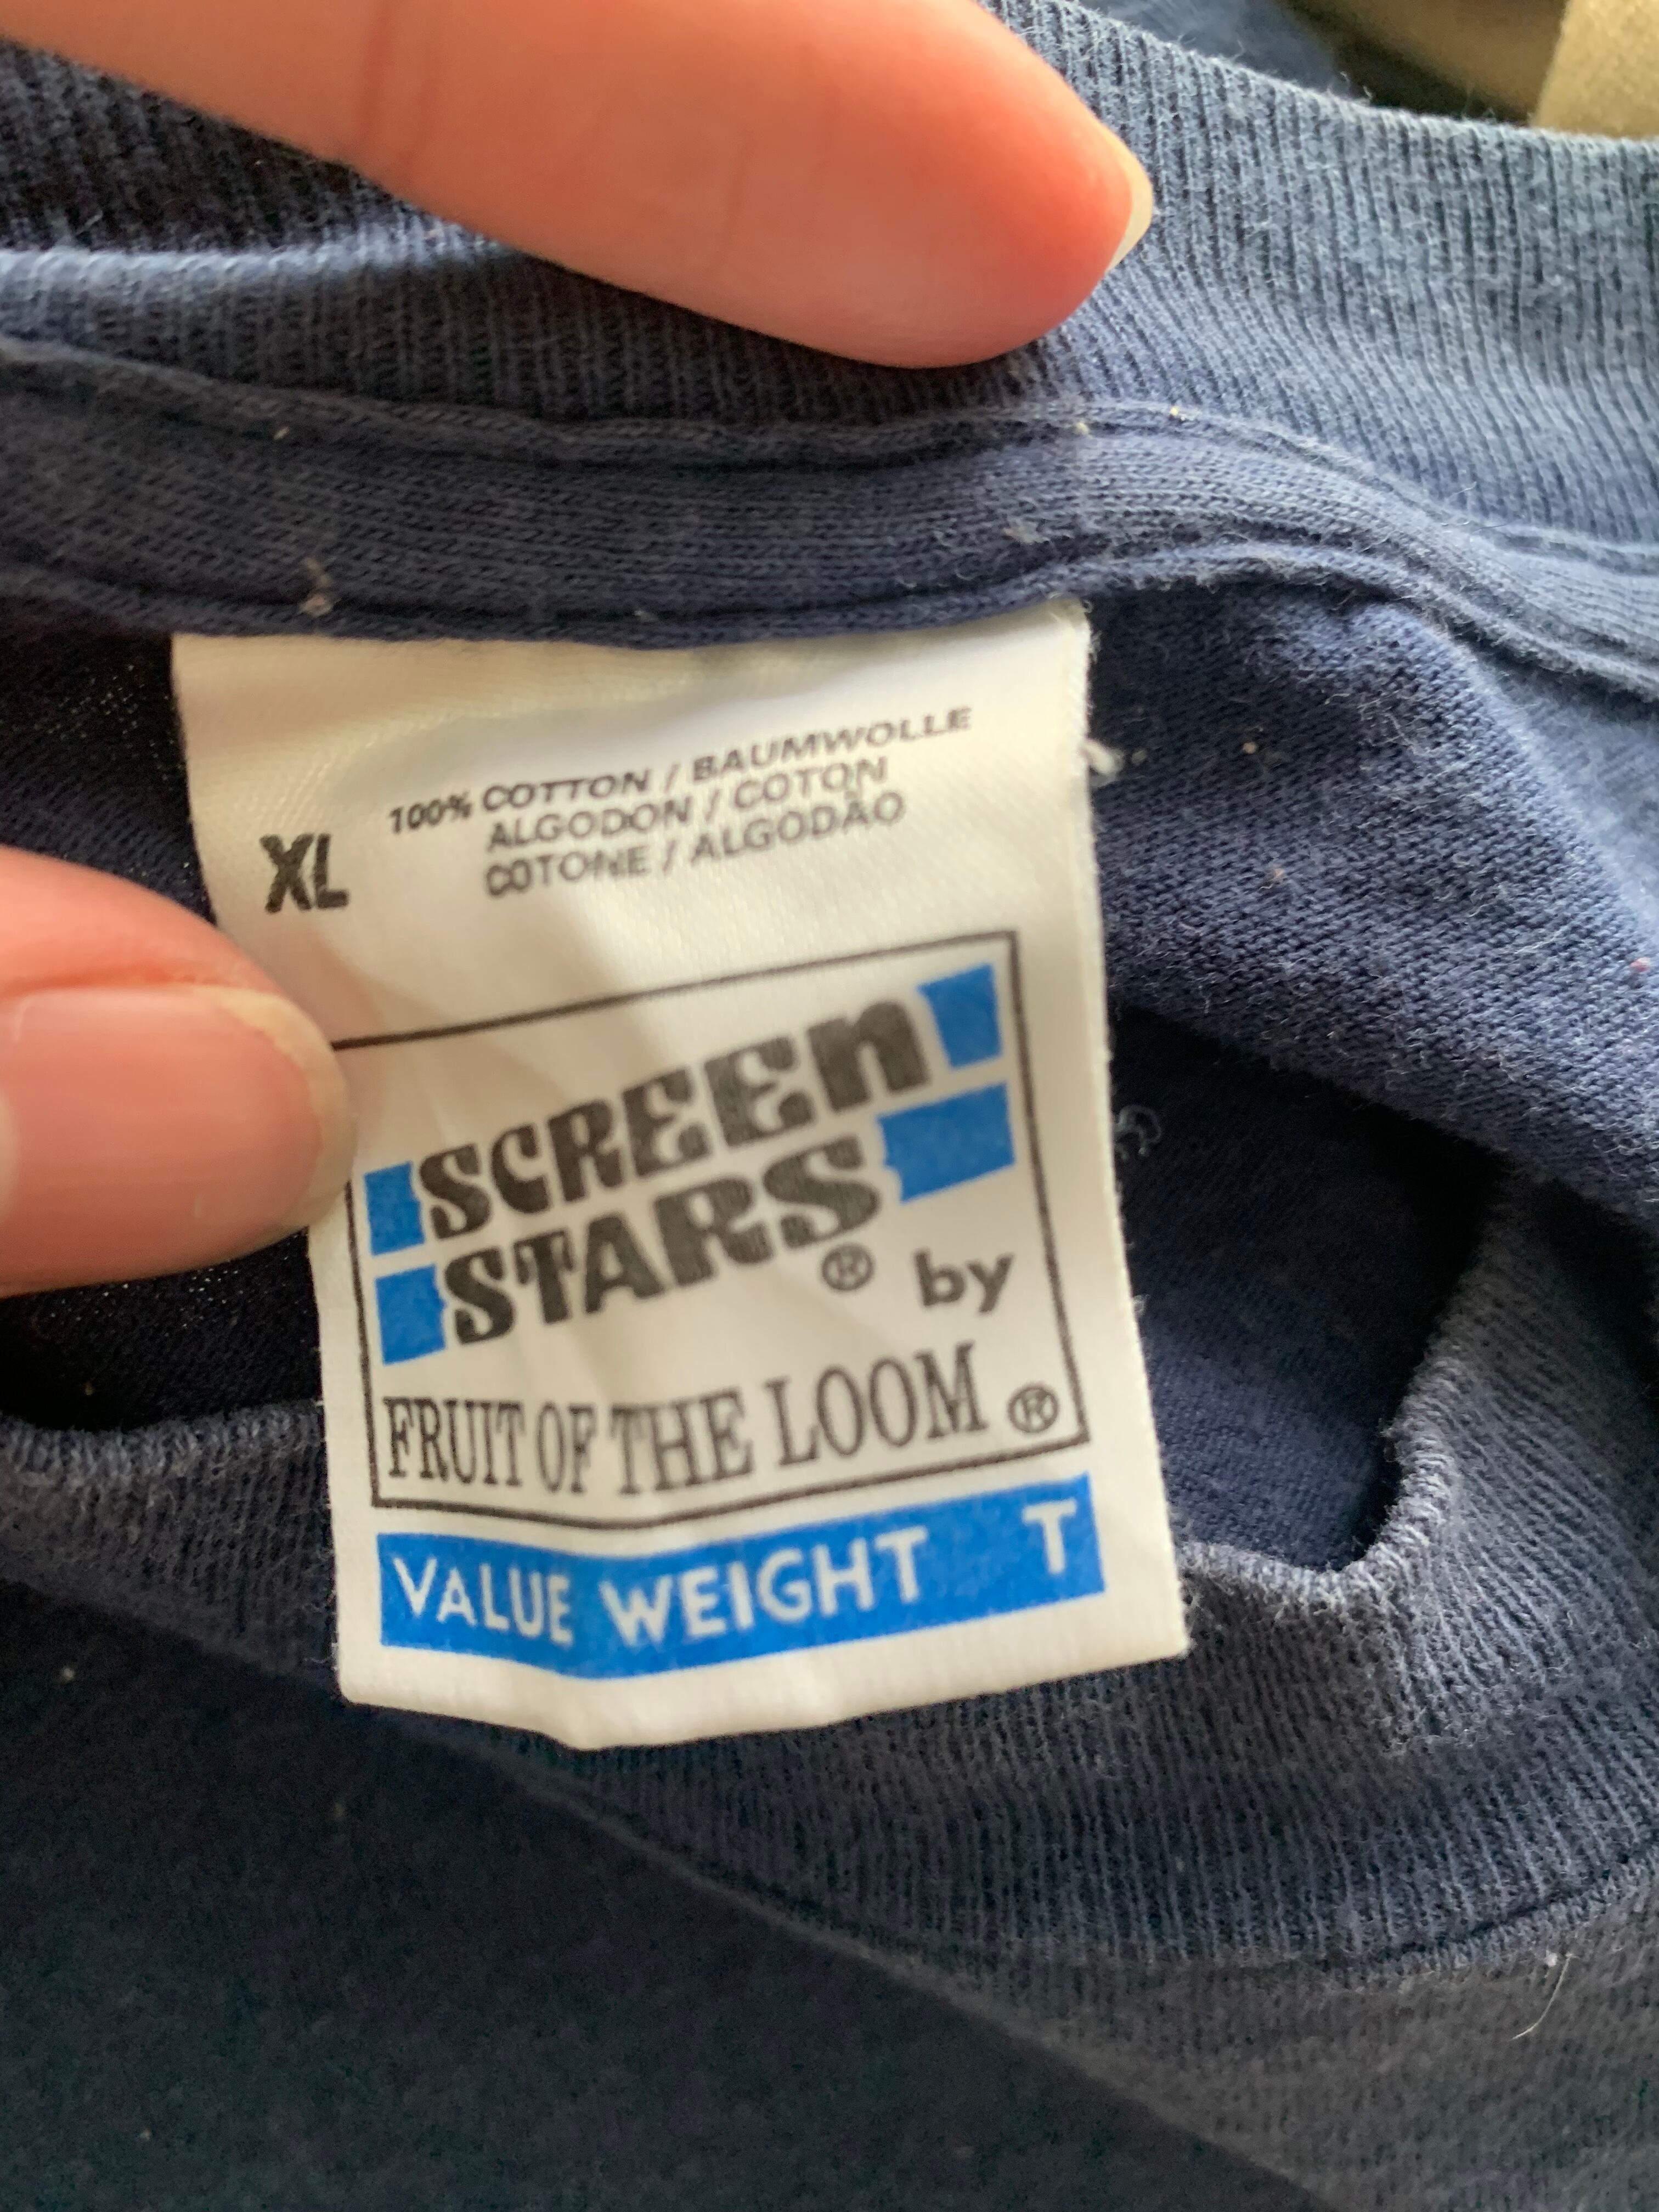 XL
100% COTTON / BAUMWOLLE
ALGODON / COTON
COTONE / ALGODÃO
SCREEN
STARS® by
FRUIT OF THE LOOM®
VALUE WEIGHT T